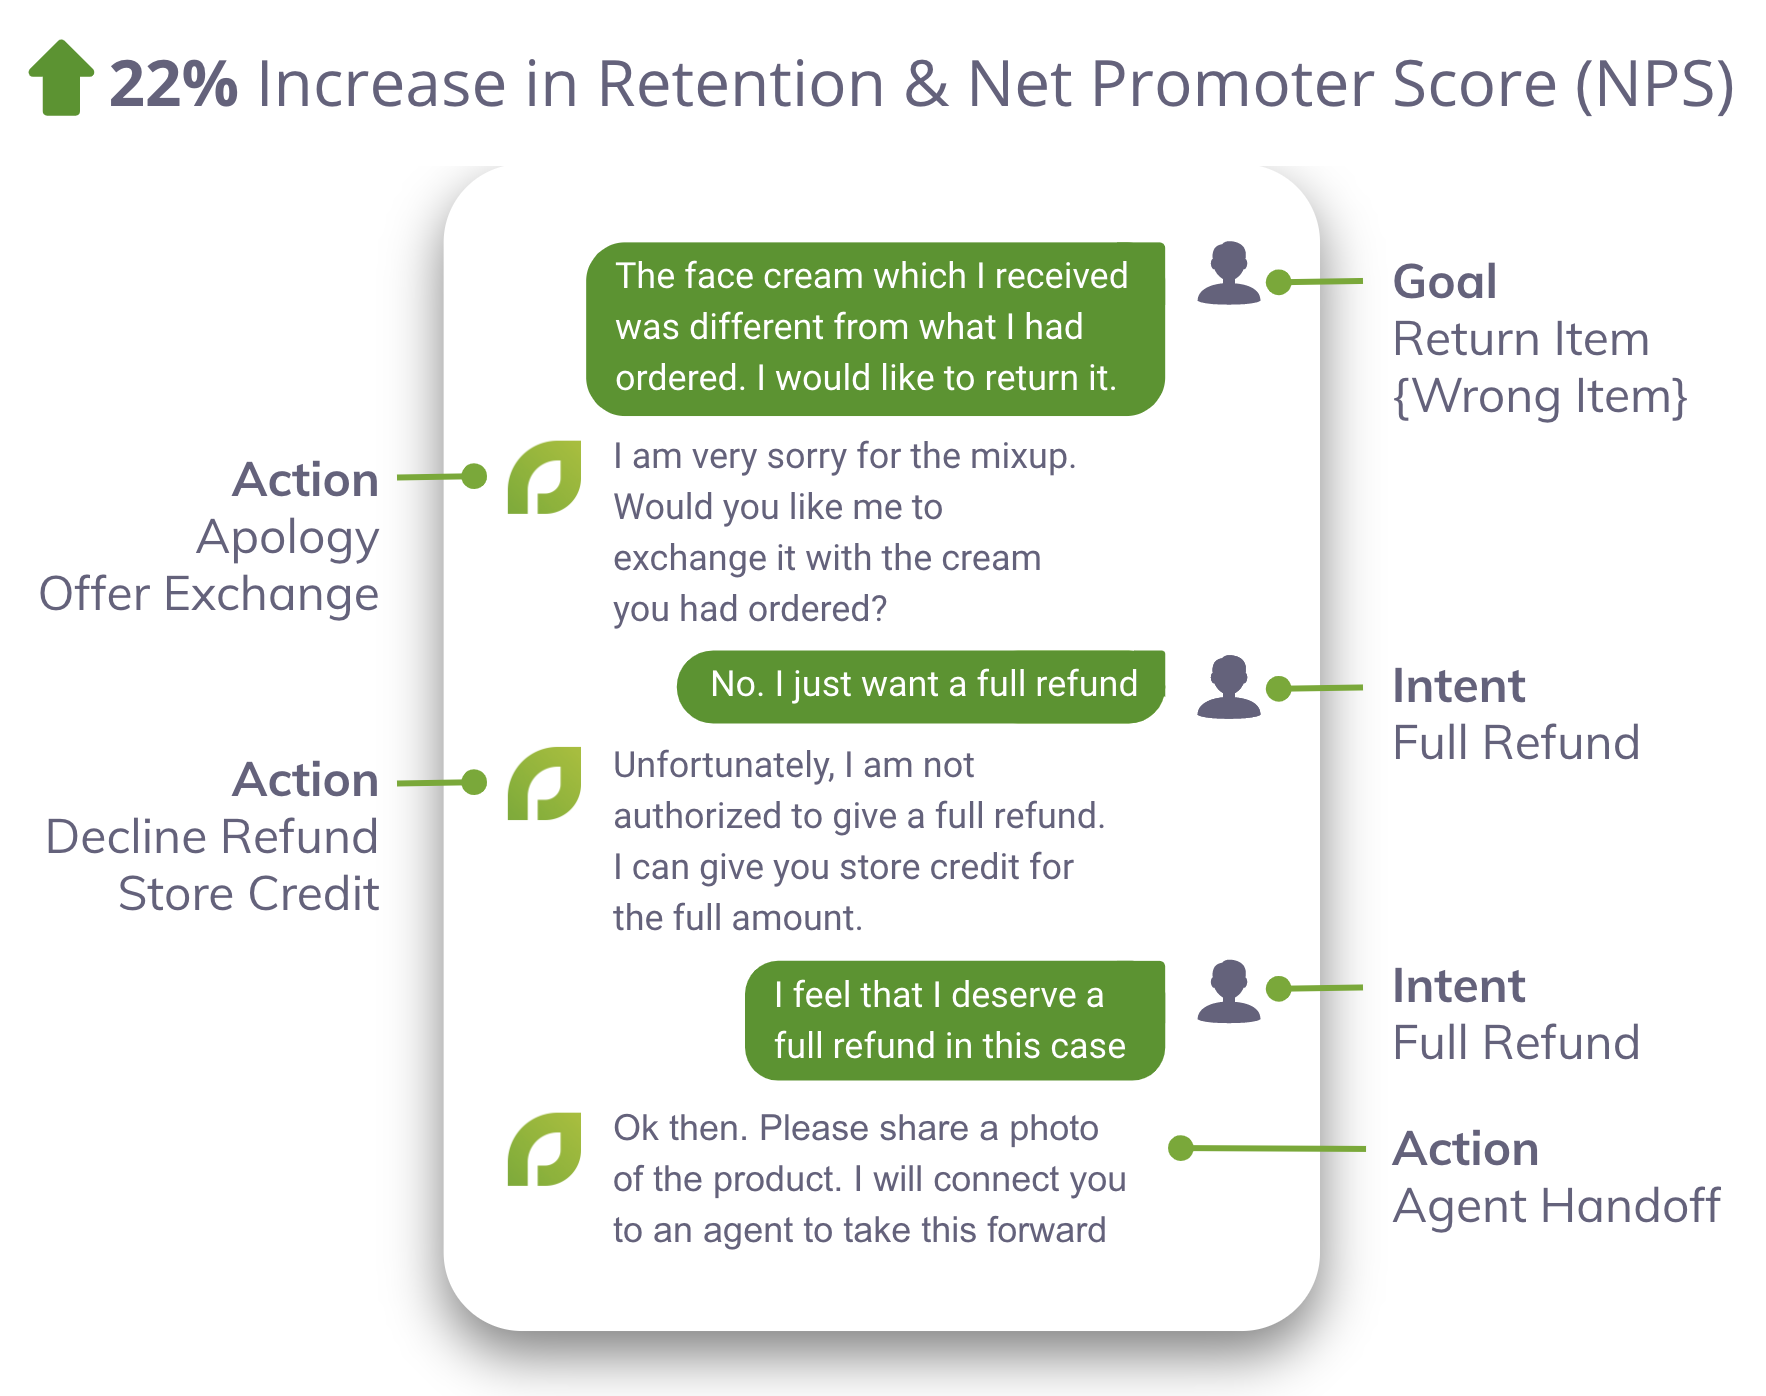 22% Increase in Retention & Net Promoter Score (NPS)
The face cream which I received
was different from what I had
ordered. I would like to return it.
Goal
Return Item
{Wrong Item}
Action
Apology
Offer Exchange
I am very sorry for the mixup.
Would you like me to
exchange it with the cream
you had ordered?
No. I just want a full refund
Intent
Full Refund
Action
Decline Refund
Store Credit
Unfortunately, I am not
authorized to give a full refund.
I can give you store credit for
the full amount.
I feel that I deserve a
full refund in this case
Intent
Full Refund
Ok then. Please share a photo
of the product. I will connect you
to an agent to take this forward
Action
Agent Handoff